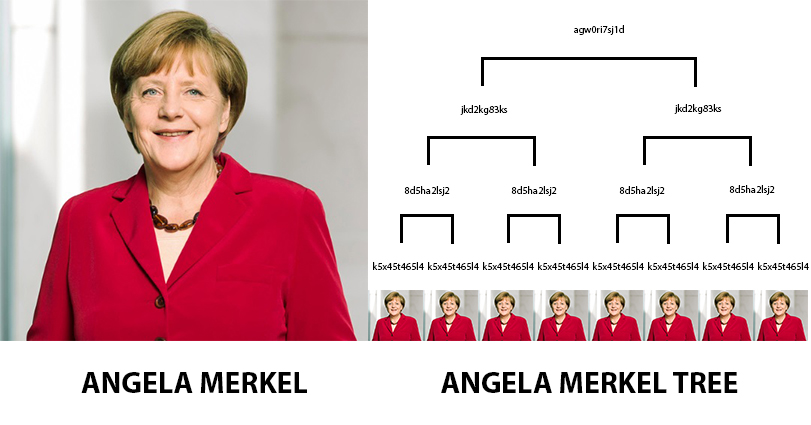 agw0ri7sj1d
jkd2kg83ks jkd2kg83ks
8d5ha2lsj2 8d5ha2lsj2 8d5ha2lsj2 8d5ha2lsj2
k5x45t465l4 k5x45t465l4 k5x45t465l4 k5x45t465l4 k5x45t465l4 k5x45t465l4 k5x45t465l4 k5x45t465l4
ANGELA MERKEL
ANGELA MERKEL TREE